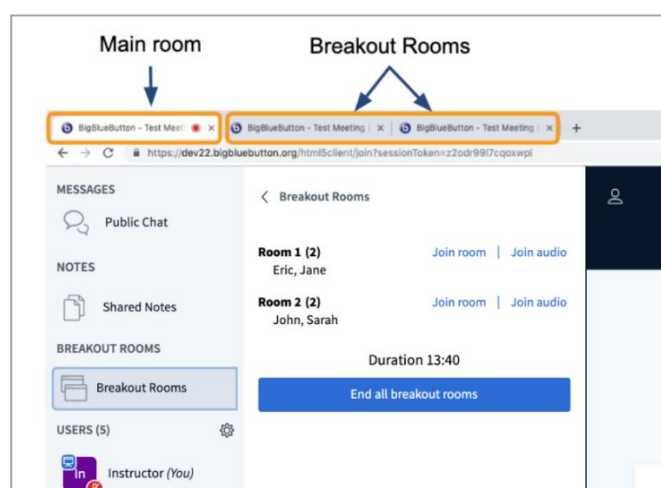 Main room
Breakout Rooms
BigBlueButton - Test Meet
BigBlueButton - Test Meeting
BigBlueButton - Test Meeting
https://dev22.bigbluebutton.org/html5client/join?sessionToken=z2odr99l7cqoxwpi
MESSAGES
Public Chat
NOTES
Shared Notes
BREAKOUT ROOMS
Breakout Rooms
USERS (5)
In
Instructor (You)
Breakout Rooms
Room 1 (2) Join room | Join audio
Eric, Jane
Room 2 (2) Join room | Join audio
John, Sarah
Duration 13:40
End all breakout rooms